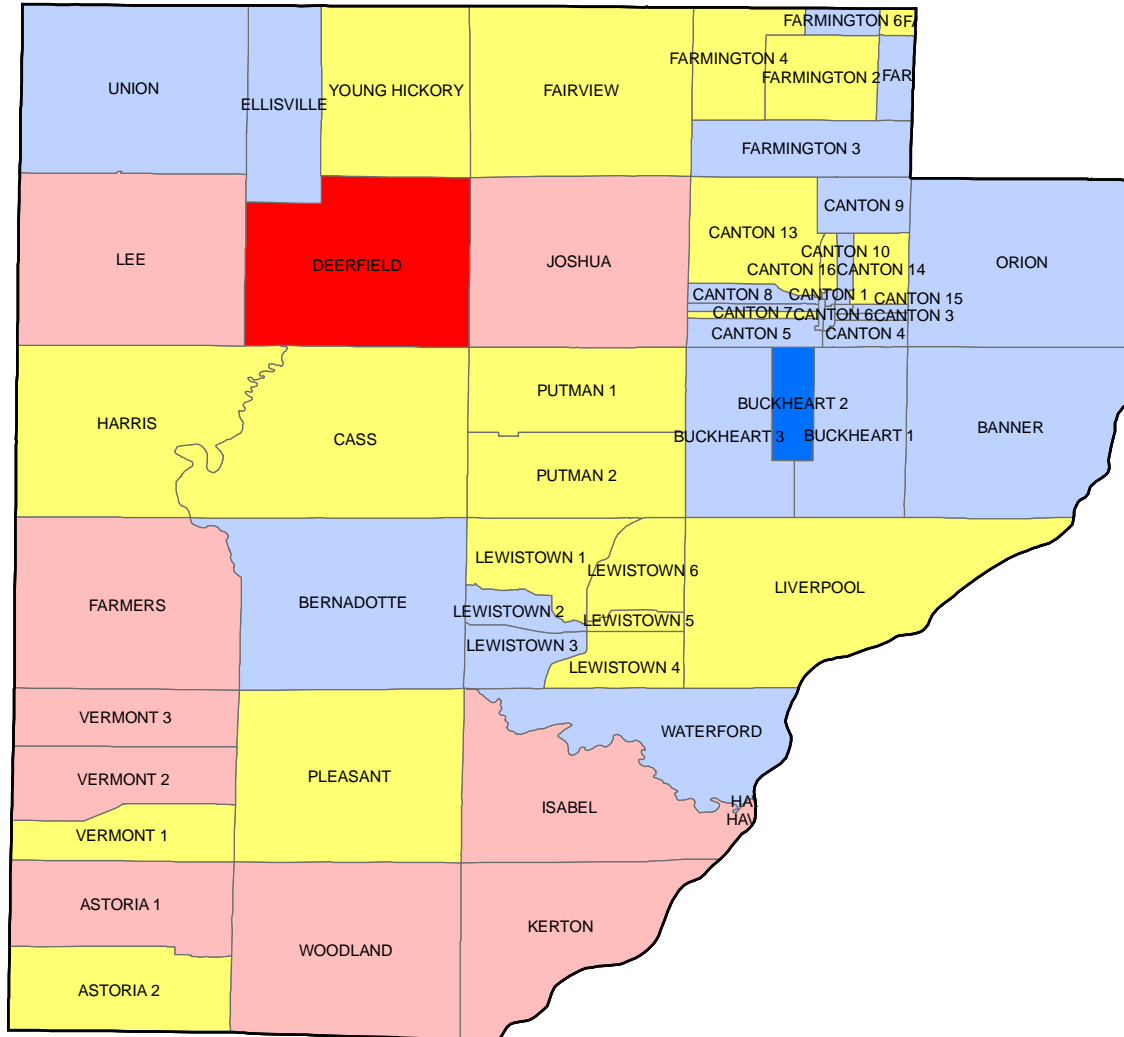 FARMINGTON 6
FA
FARMINGTON 4
FARMINGTON 2
FAR
UNION
YOUNG HICKORY
FAIRVIEW
ELLISVILLE
FARMINGTON 3
CANTON 9
CANTON 13
CANTON 10
LEE
DEERFIELD
JOSHUA
CANTON 16
CANTON 14
ORION
CANTON 8
CANTON 1
CANTON 15
CANTON 7
CANTON 6
CANTON 3
CANTON 5
CANTON 4
PUTMAN 1
BUCKHEART 2
HARRIS
CASS
BUCKHEART 3
BUCKHEART 1
BANNER
PUTMAN 2
LEWISTOWN 1
LEWISTOWN 6
LIVERPOOL
FARMERS
BERNADOTTE
LEWISTOWN 2
LEWISTOWN 5
LEWISTOWN 3
LEWISTOWN 4
VERMONT 3
WATERFORD
VERMONT 2
PLEASANT
ISABEL
HAV
HAV
VERMONT 1
ASTORIA 1
KERTON
WOODLAND
ASTORIA 2